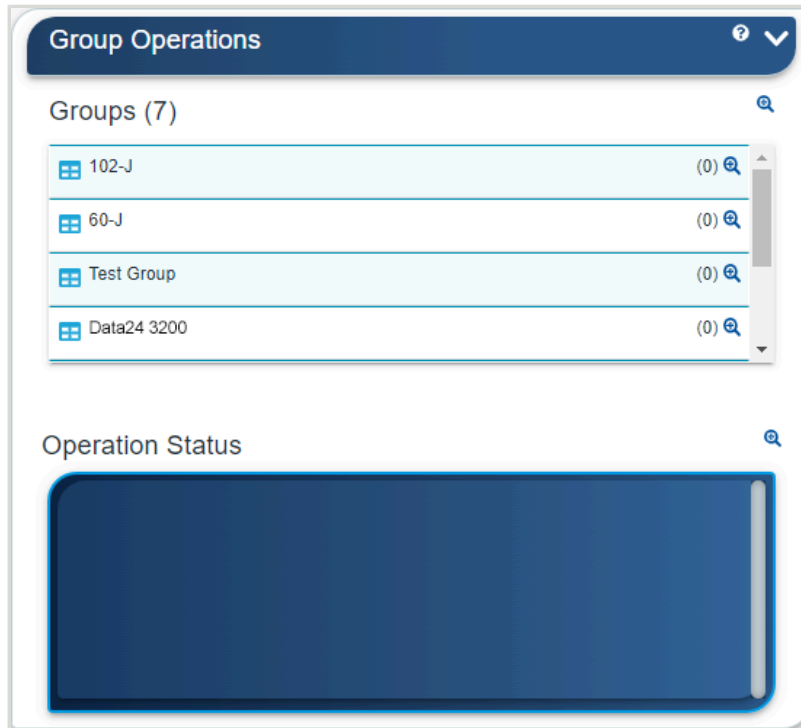 Group Operations
Groups (7)
102-J (0)
60-J (0)
Test Group (0)
Data24 3200 (0)
Operation Status